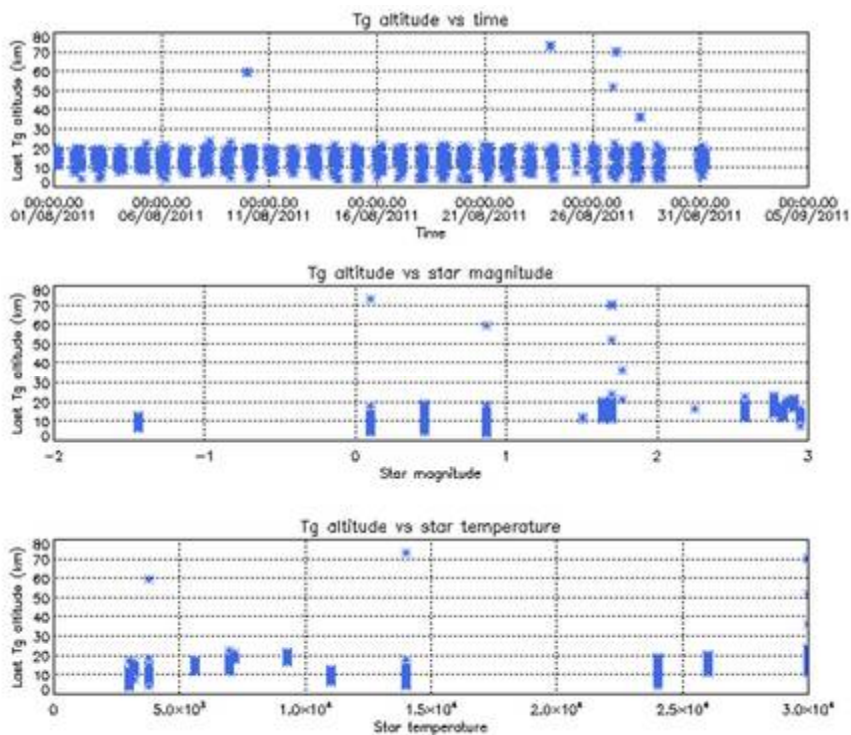 Tg altitude vs time
Last Tg altitude (km)
80
70
60
50
40
30
20
10
0
00:00.00 00:00.00 00:00.00 00:00.00 00:00.00 00:00.00 00:00.00 00:00.00
01/08/2011 06/08/2011 11/08/2011 16/08/2011 21/08/2011 26/08/2011 31/08/2011 05/09/2011
Time
Tg altitude vs star magnitude
Last Tg altitude (km)
80
70
60
50
40
30
20
10
0
-2 -1 0 1 2 3
Star magnitude
Tg altitude vs star temperature
Last Tg altitude (km)
80
70
60
50
40
30
20
10
0
0 5.0×10³ 1.0×10⁴ 1.5×10⁴ 2.0×10⁴ 2.5×10⁴ 3.0×10⁴
Star temperature